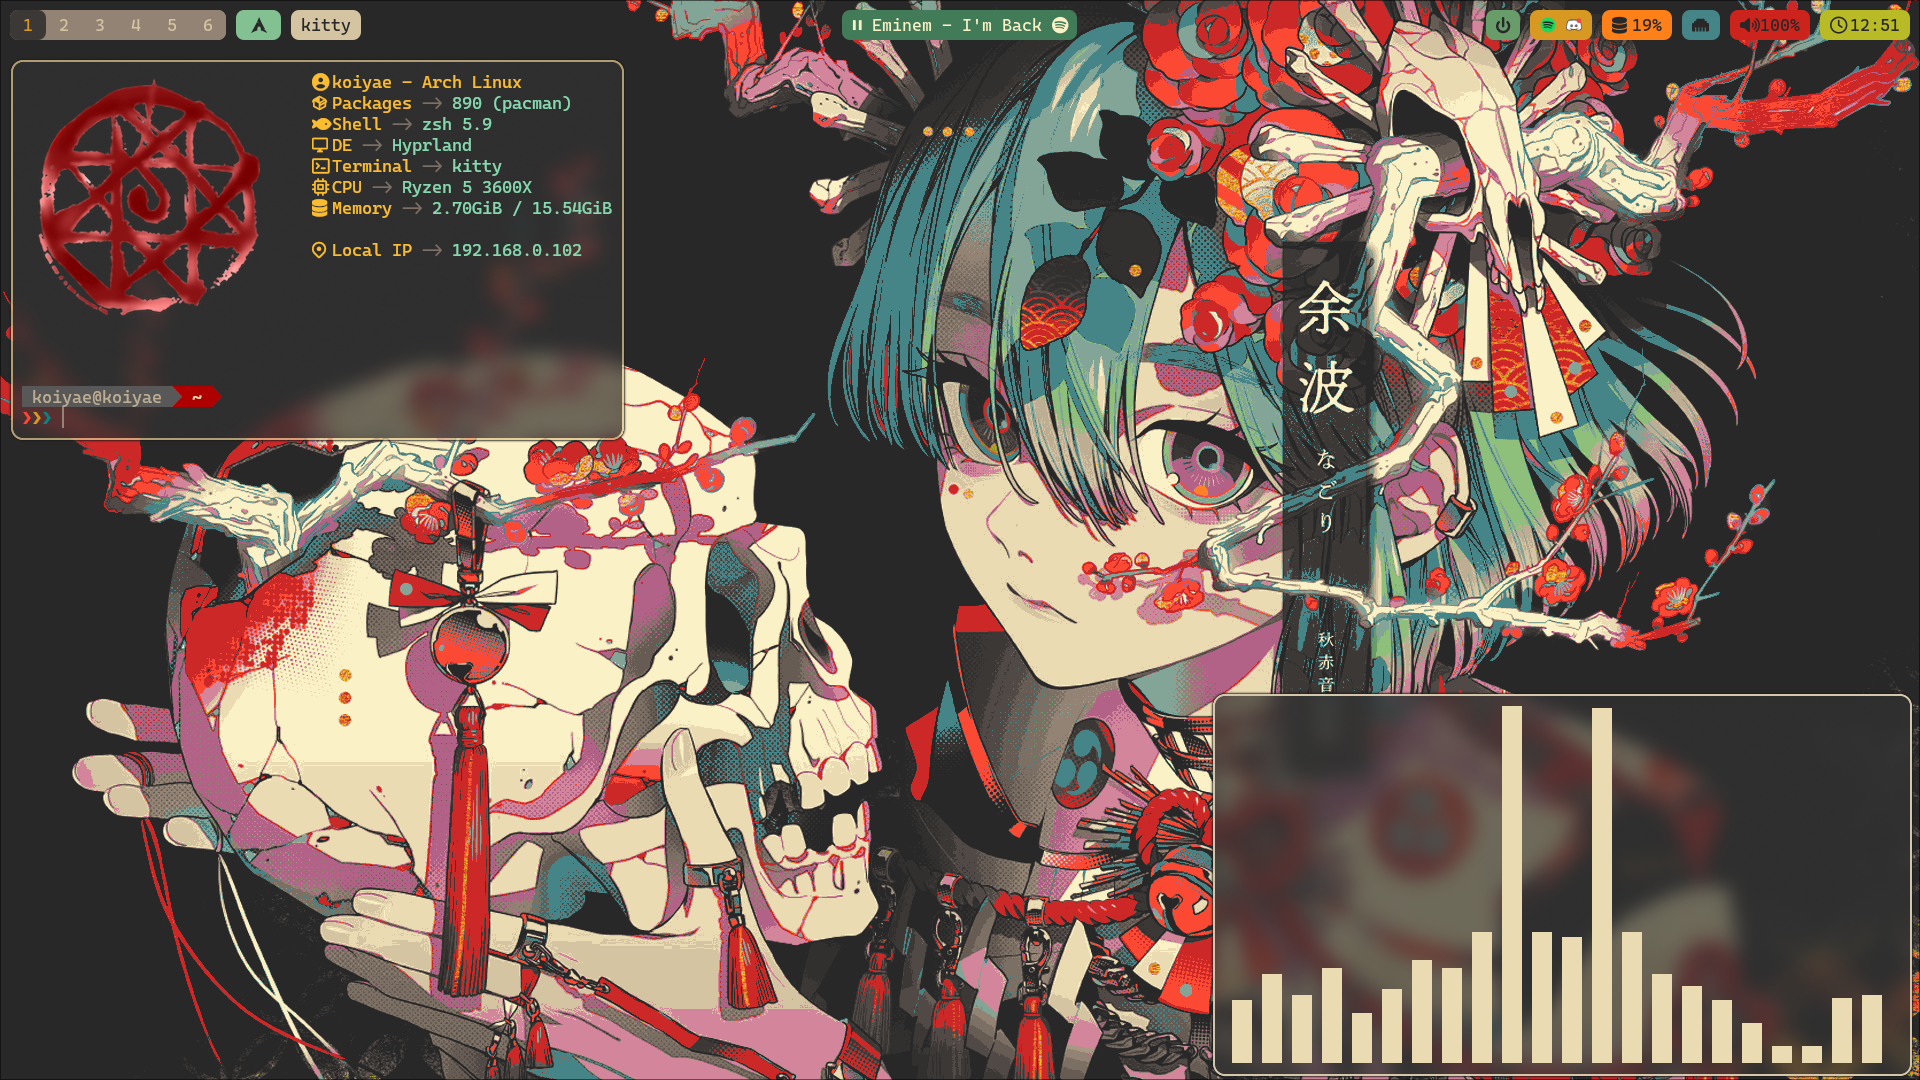 1 2 3 4 5 6
kitty
Eminem – I'm Back
19%
100%
12:51
koiyae – Arch Linux
Packages → 890 (pacman)
Shell → zsh 5.9
DE → Hyprland
Terminal → kitty
CPU → Ryzen 5 3600X
Memory → 2.70GiB / 15.54GiB
Local IP → 192.168.0.102
koiyae@koiyae ~
❯❯❯
余波
なごり
秋赤音